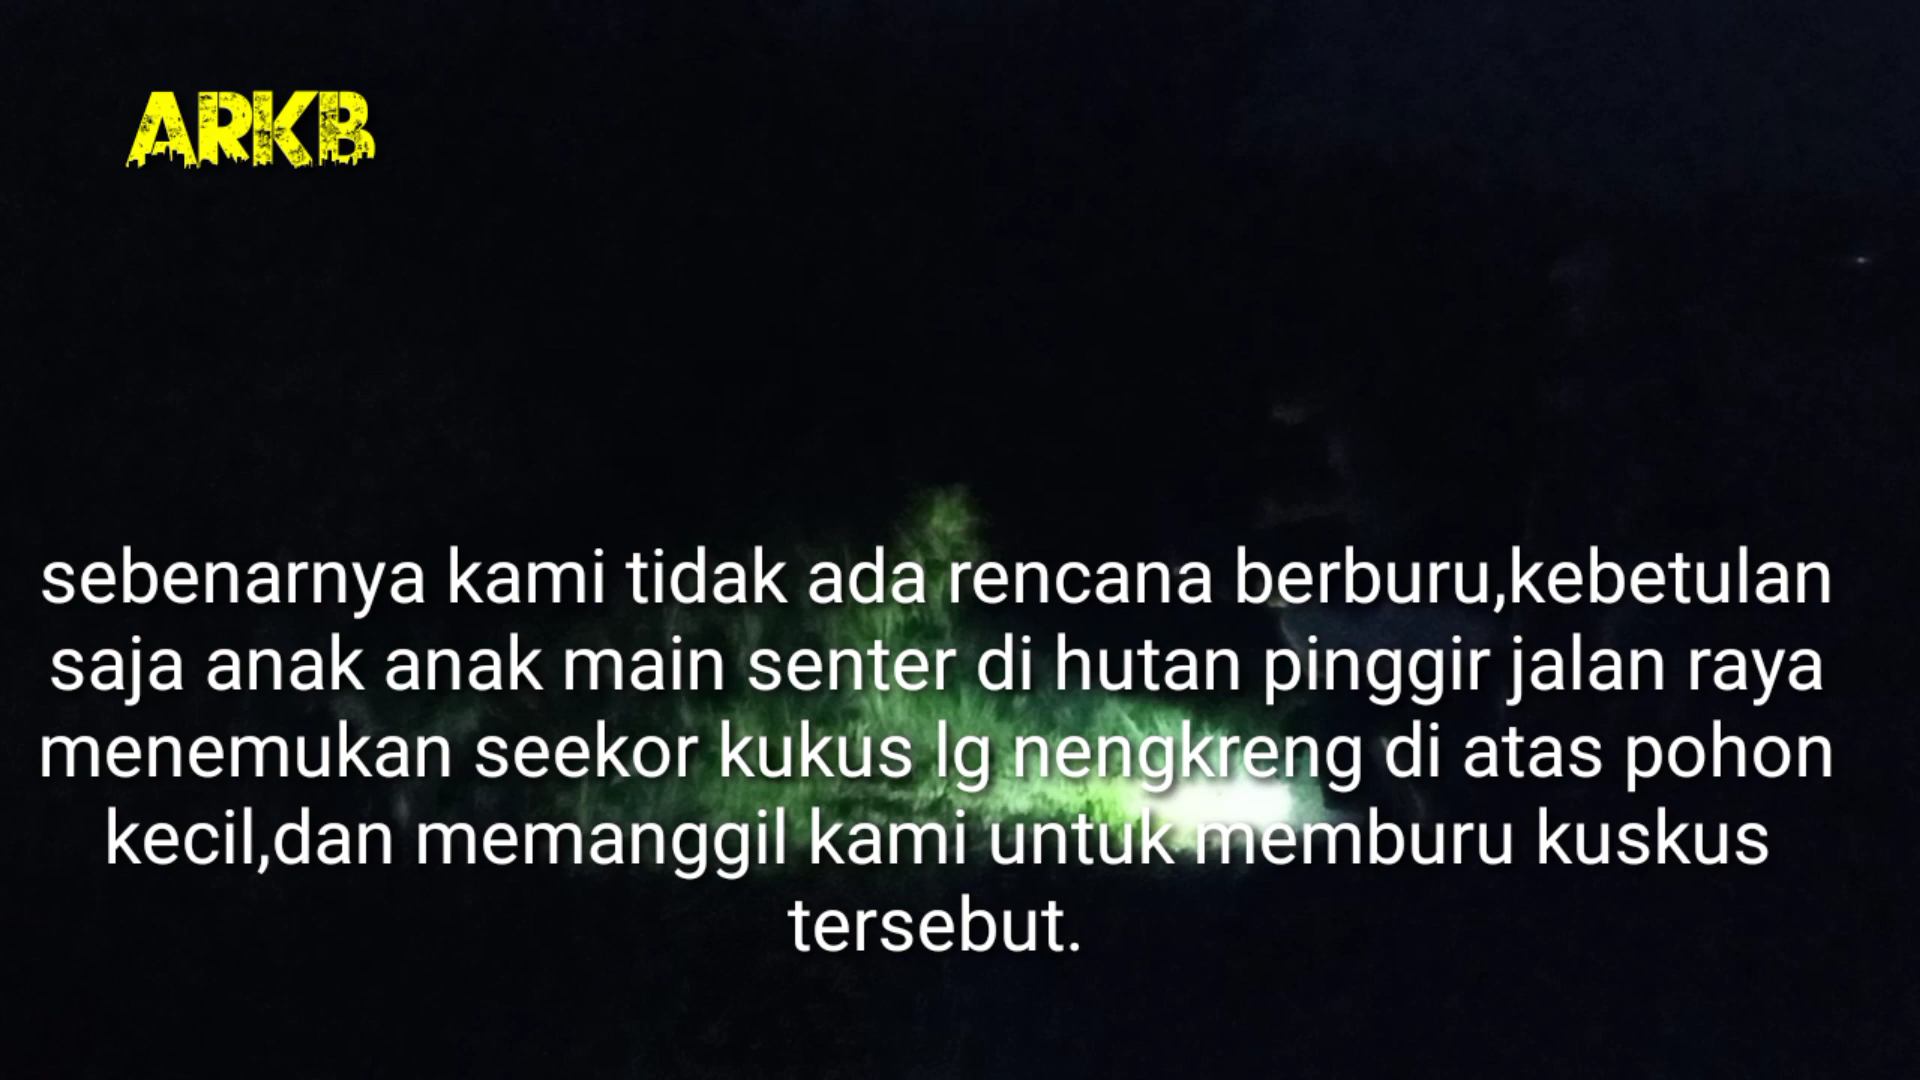 ARKB
sebenarnya kami tidak ada rencana berburu,kebetulan
saja anak anak main senter di hutan pinggir jalan raya
menemukan seekor kukus lg nengkreng di atas pohon
kecil,dan memanggil kami untuk memburu kuskus
tersebut.